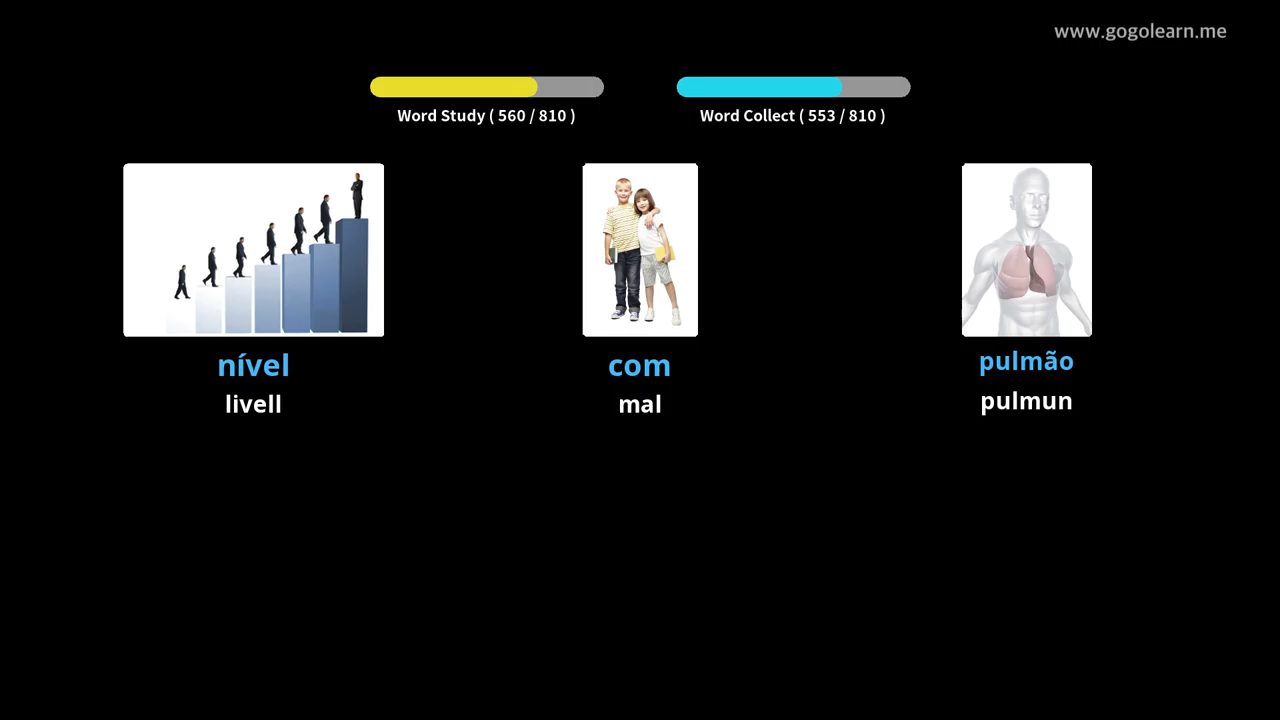 www.gogolearn.me
Word Study ( 560 / 810 )
Word Collect ( 553 / 810 )
nível
livell
com
mal
pulmão
pulmun